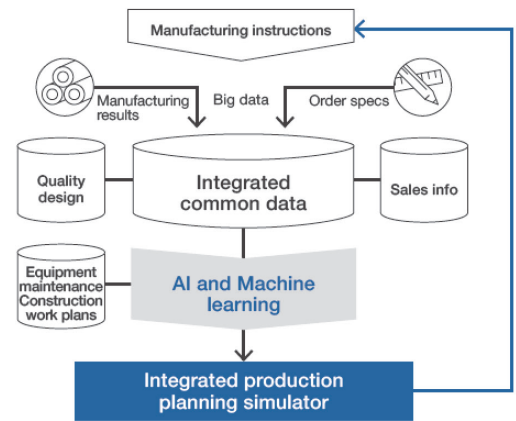 Manufacturing instructions
Manufacturing
results
Big data
Order specs
Quality
design
Integrated
common data
Sales info
Equipment
maintenance
Construction
work plans
AI and Machine
learning
Integrated production
planning simulator